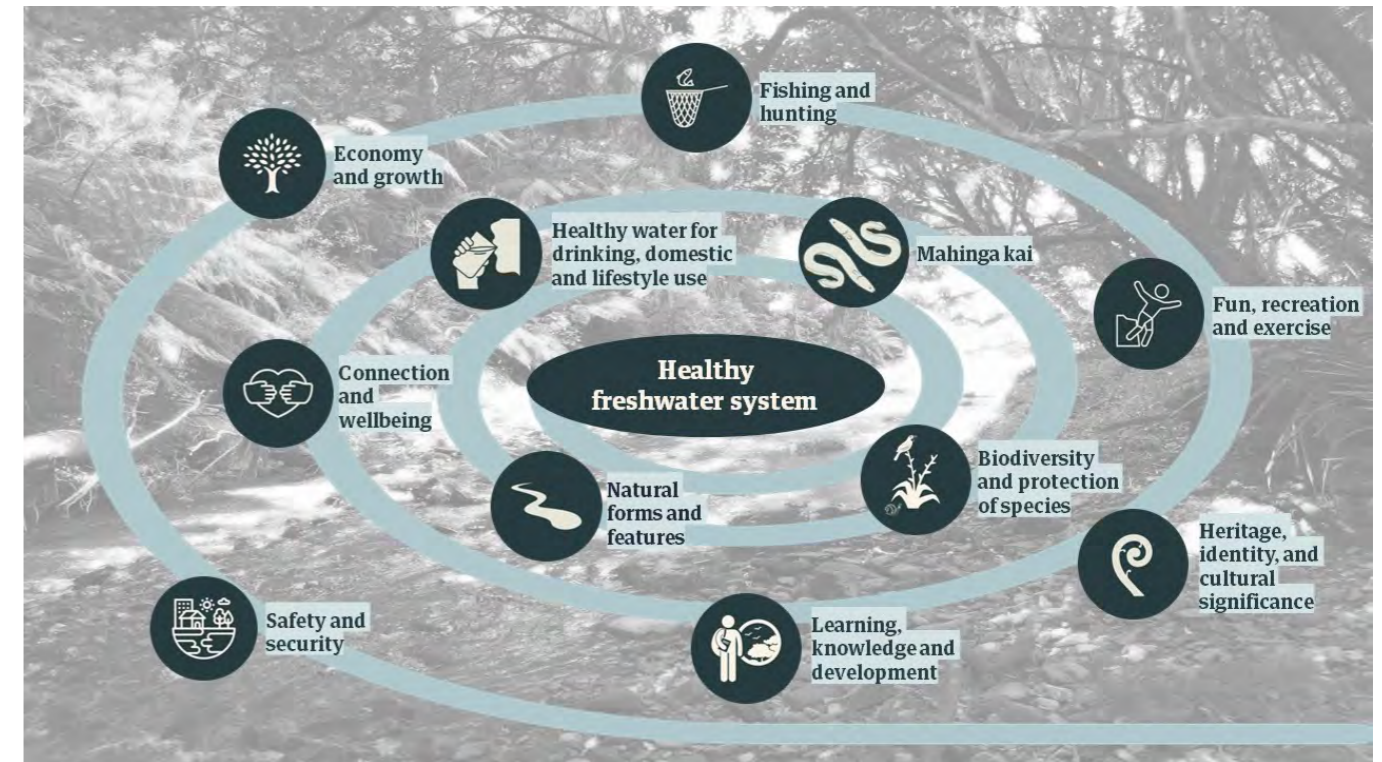 Fishing and
hunting
Economy
and growth
Healthy water for
drinking, domestic
and lifestyle use
Mahinga kai
Fun, recreation
and exercise
Healthy
freshwater system
Connection
and
wellbeing
Biodiversity
and protection
of species
Natural
forms and
features
Heritage,
identity, and
cultural
significance
Safety and
security
Learning,
knowledge and
development